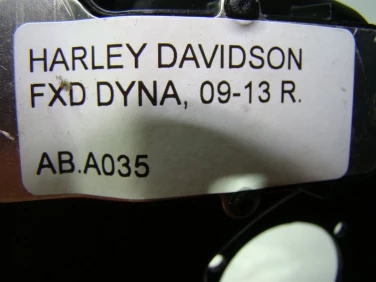 HARLEY DAVIDSON
FXD DYNA, 09-13 R.
AB.A035